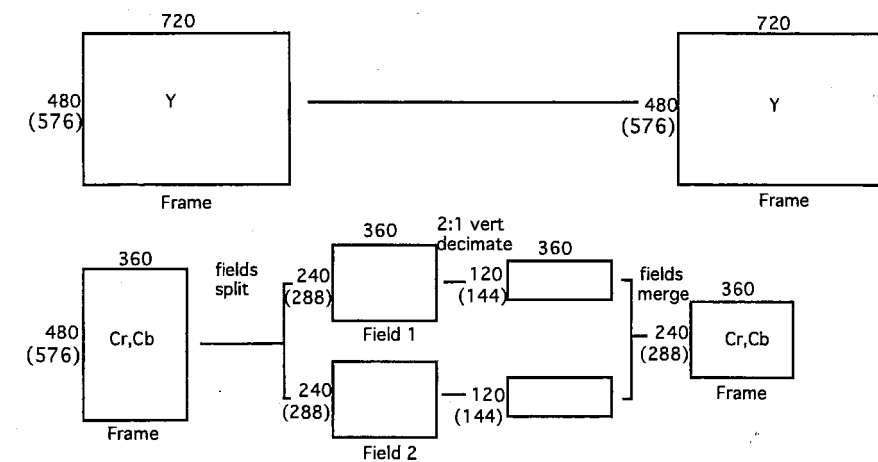 720
480
(576)
Y
Frame
720
480
(576)
Y
Frame
360
480
(576)
Cr,Cb
Frame
fields
split
360
240
(288)
Field 1
2:1 vert
decimate
360
120
(144)
240
(288)
Field 2
120
(144)
fields
merge
360
240
(288)
Cr,Cb
Frame